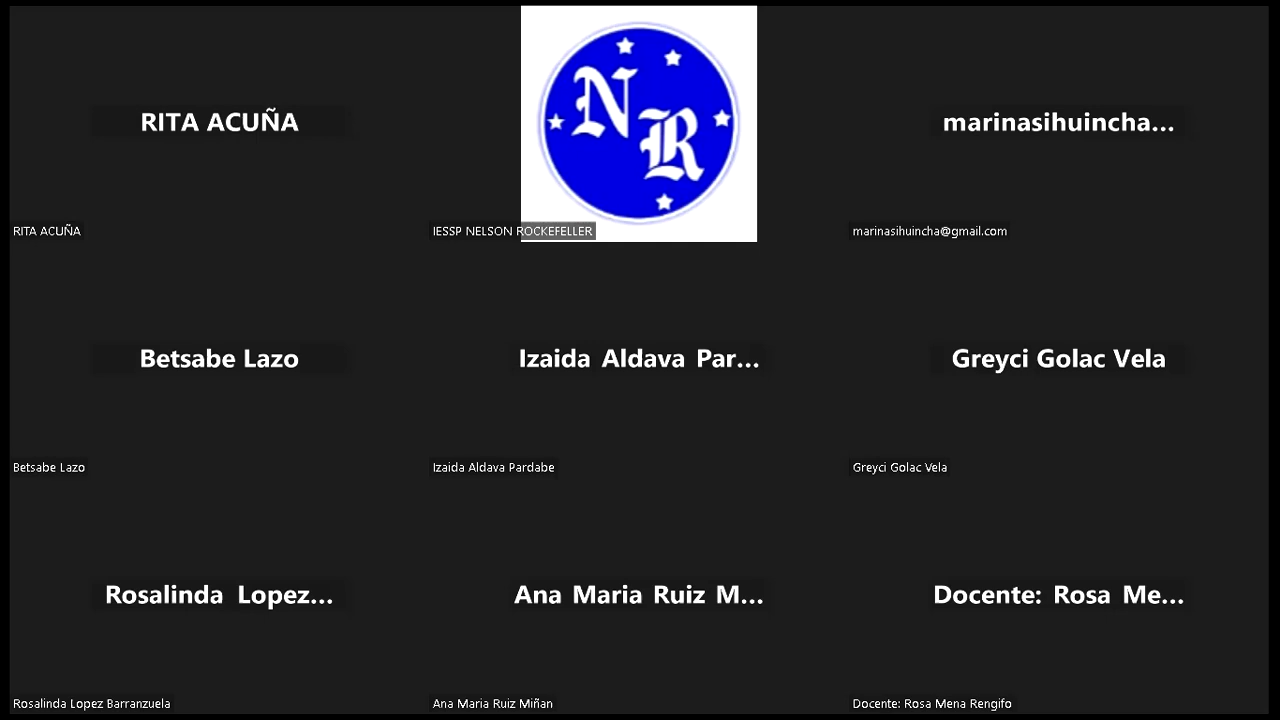 RITA ACUÑA
N R
marinasihuincha...
RITA ACUÑA
IESSP NELSON ROCKEFELLER
marinasihuincha@gmail.com
Betsabe Lazo
Izaida Aldava Par...
Greyci Golac Vela
Betsabe Lazo
Izaida Aldava Pardabe
Greyci Golac Vela
Rosalinda Lopez...
Ana Maria Ruiz M...
Docente: Rosa Me...
Rosalinda Lopez Barranzuela
Ana Maria Ruiz Miñan
Docente: Rosa Mena Rengifo